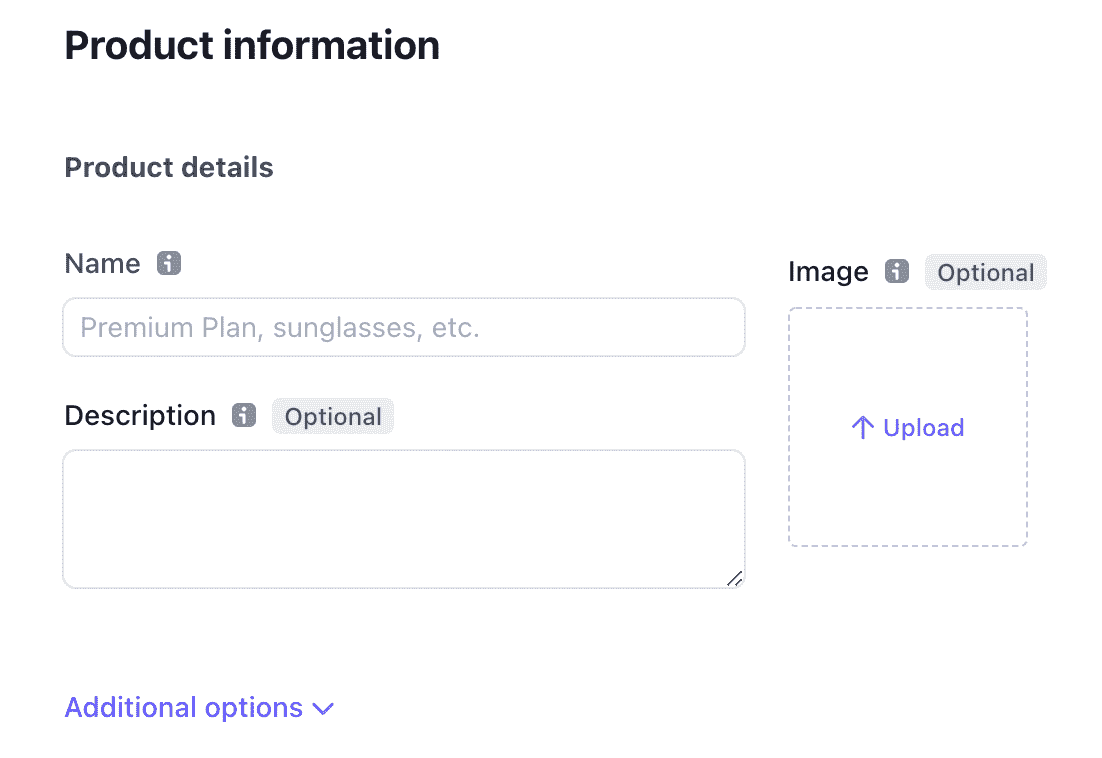 Product information
Product details
Name
Image Optional
Premium Plan, sunglasses, etc.
Description Optional
Upload
Additional options